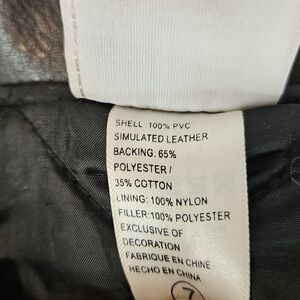 SHELL :100% PVC
SIMULATED LEATHER
BACKING: 65%
POLYESTER /
35% COTTON
LINING: 100% NYLON
FILLER:100% POLYESTER
EXCLUSIVE OF
DECORATION
FABRIQUE EN CHINE
HECHO EN CHINA
7